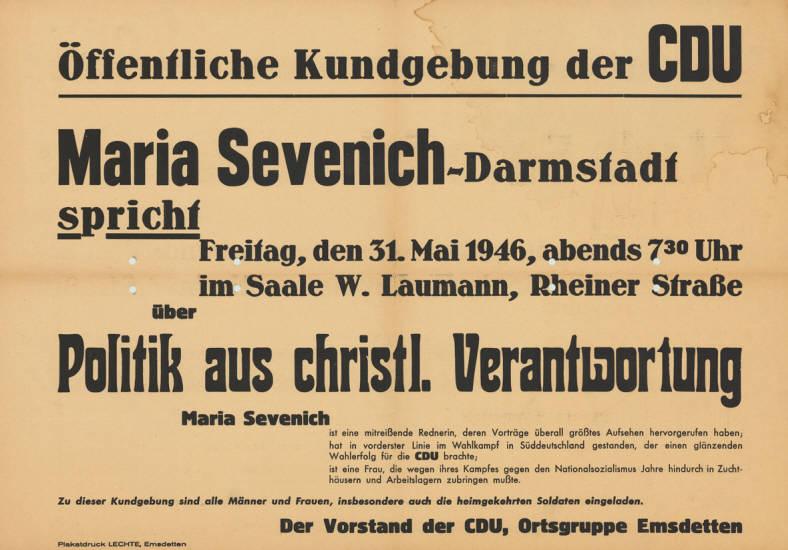 Öffentliche Kundgebung der CDU
Maria Sevenich-Darmstadt
spricht
Freitag, den 31. Mai 1946, abends 7³⁰ Uhr
im Saale W. Laumann, Rheiner Straße
über
Politik aus christl. Verantwortung
Maria Sevenich
ist eine mitreißende Rednerin, deren Vorträge überall größtes Aufsehen hervorgerufen haben;
hat in vorderster Linie im Wahlkampf in Süddeutschland gestanden, der einen glänzenden
Wahlerfolg für die CDU brachte;
ist eine Frau, die wegen ihres Kampfes gegen den Nationalsozialismus Jahre hindurch in Zucht-
häusern und Arbeitslagern zubringen mußte.
Zu dieser Kundgebung sind alle Männer und Frauen, insbesondere auch die heimgekehrten Soldaten eingeladen.
Der Vorstand der CDU, Ortsgruppe Emsdetten
Plakatdruck LECHTE, Emsdetten